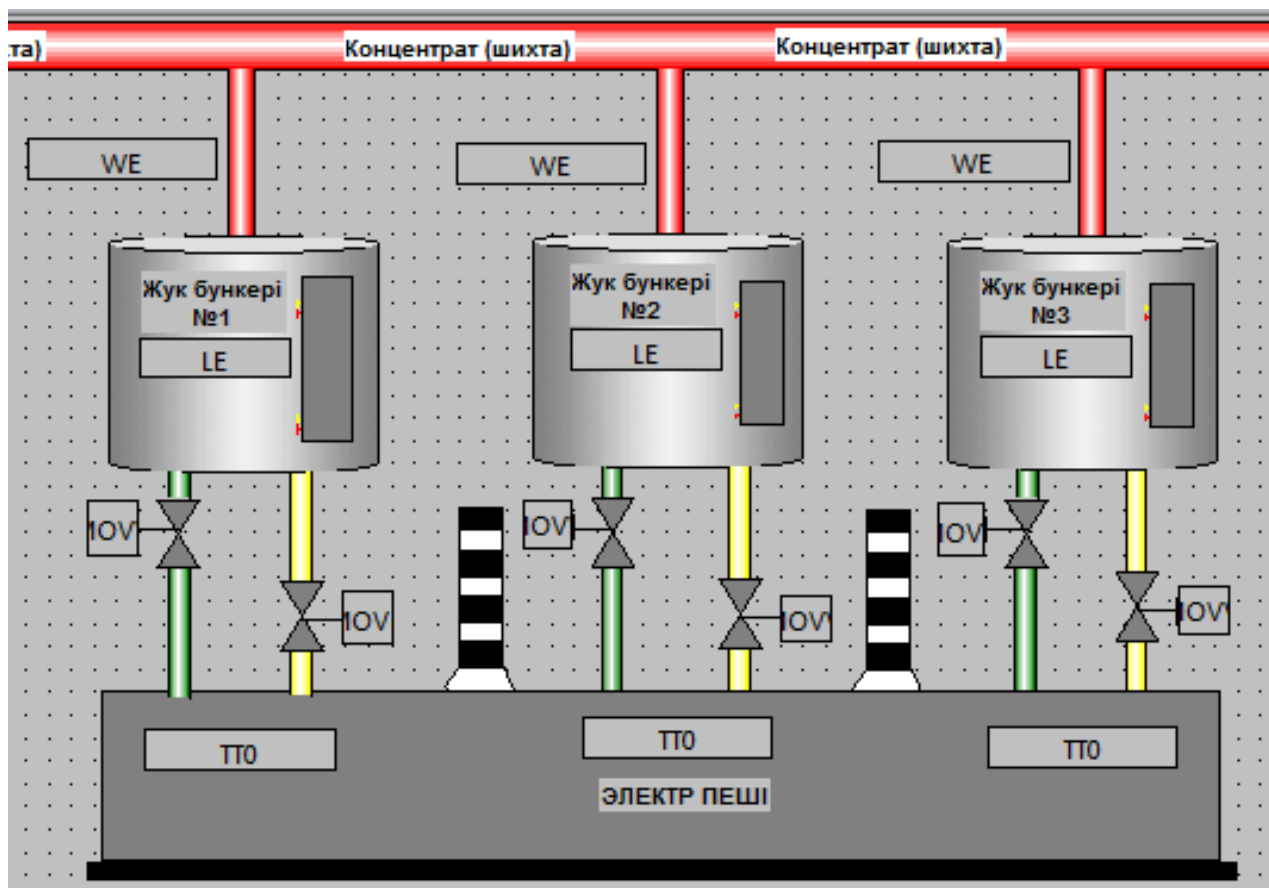 та) Концентрат (шихта) Концентрат (шихта)
WE WE WE
Жук бункері Жук бункері Жук бункері
№1 №2 №3
LE LE LE
IOV IOV IOV
IOV IOV IOV
TT0 TT0 TT0
ЭЛЕКТР ПЕШІ